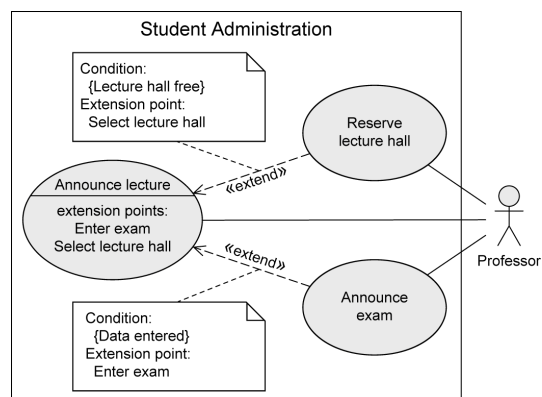 Student Administration
Condition:
{Lecture hall free}
Extension point:
Select lecture hall
Reserve
lecture hall
«extend»
Announce lecture
extension points:
Enter exam
Select lecture hall
«extend»
Professor
Announce
exam
Condition:
{Data entered}
Extension point:
Enter exam